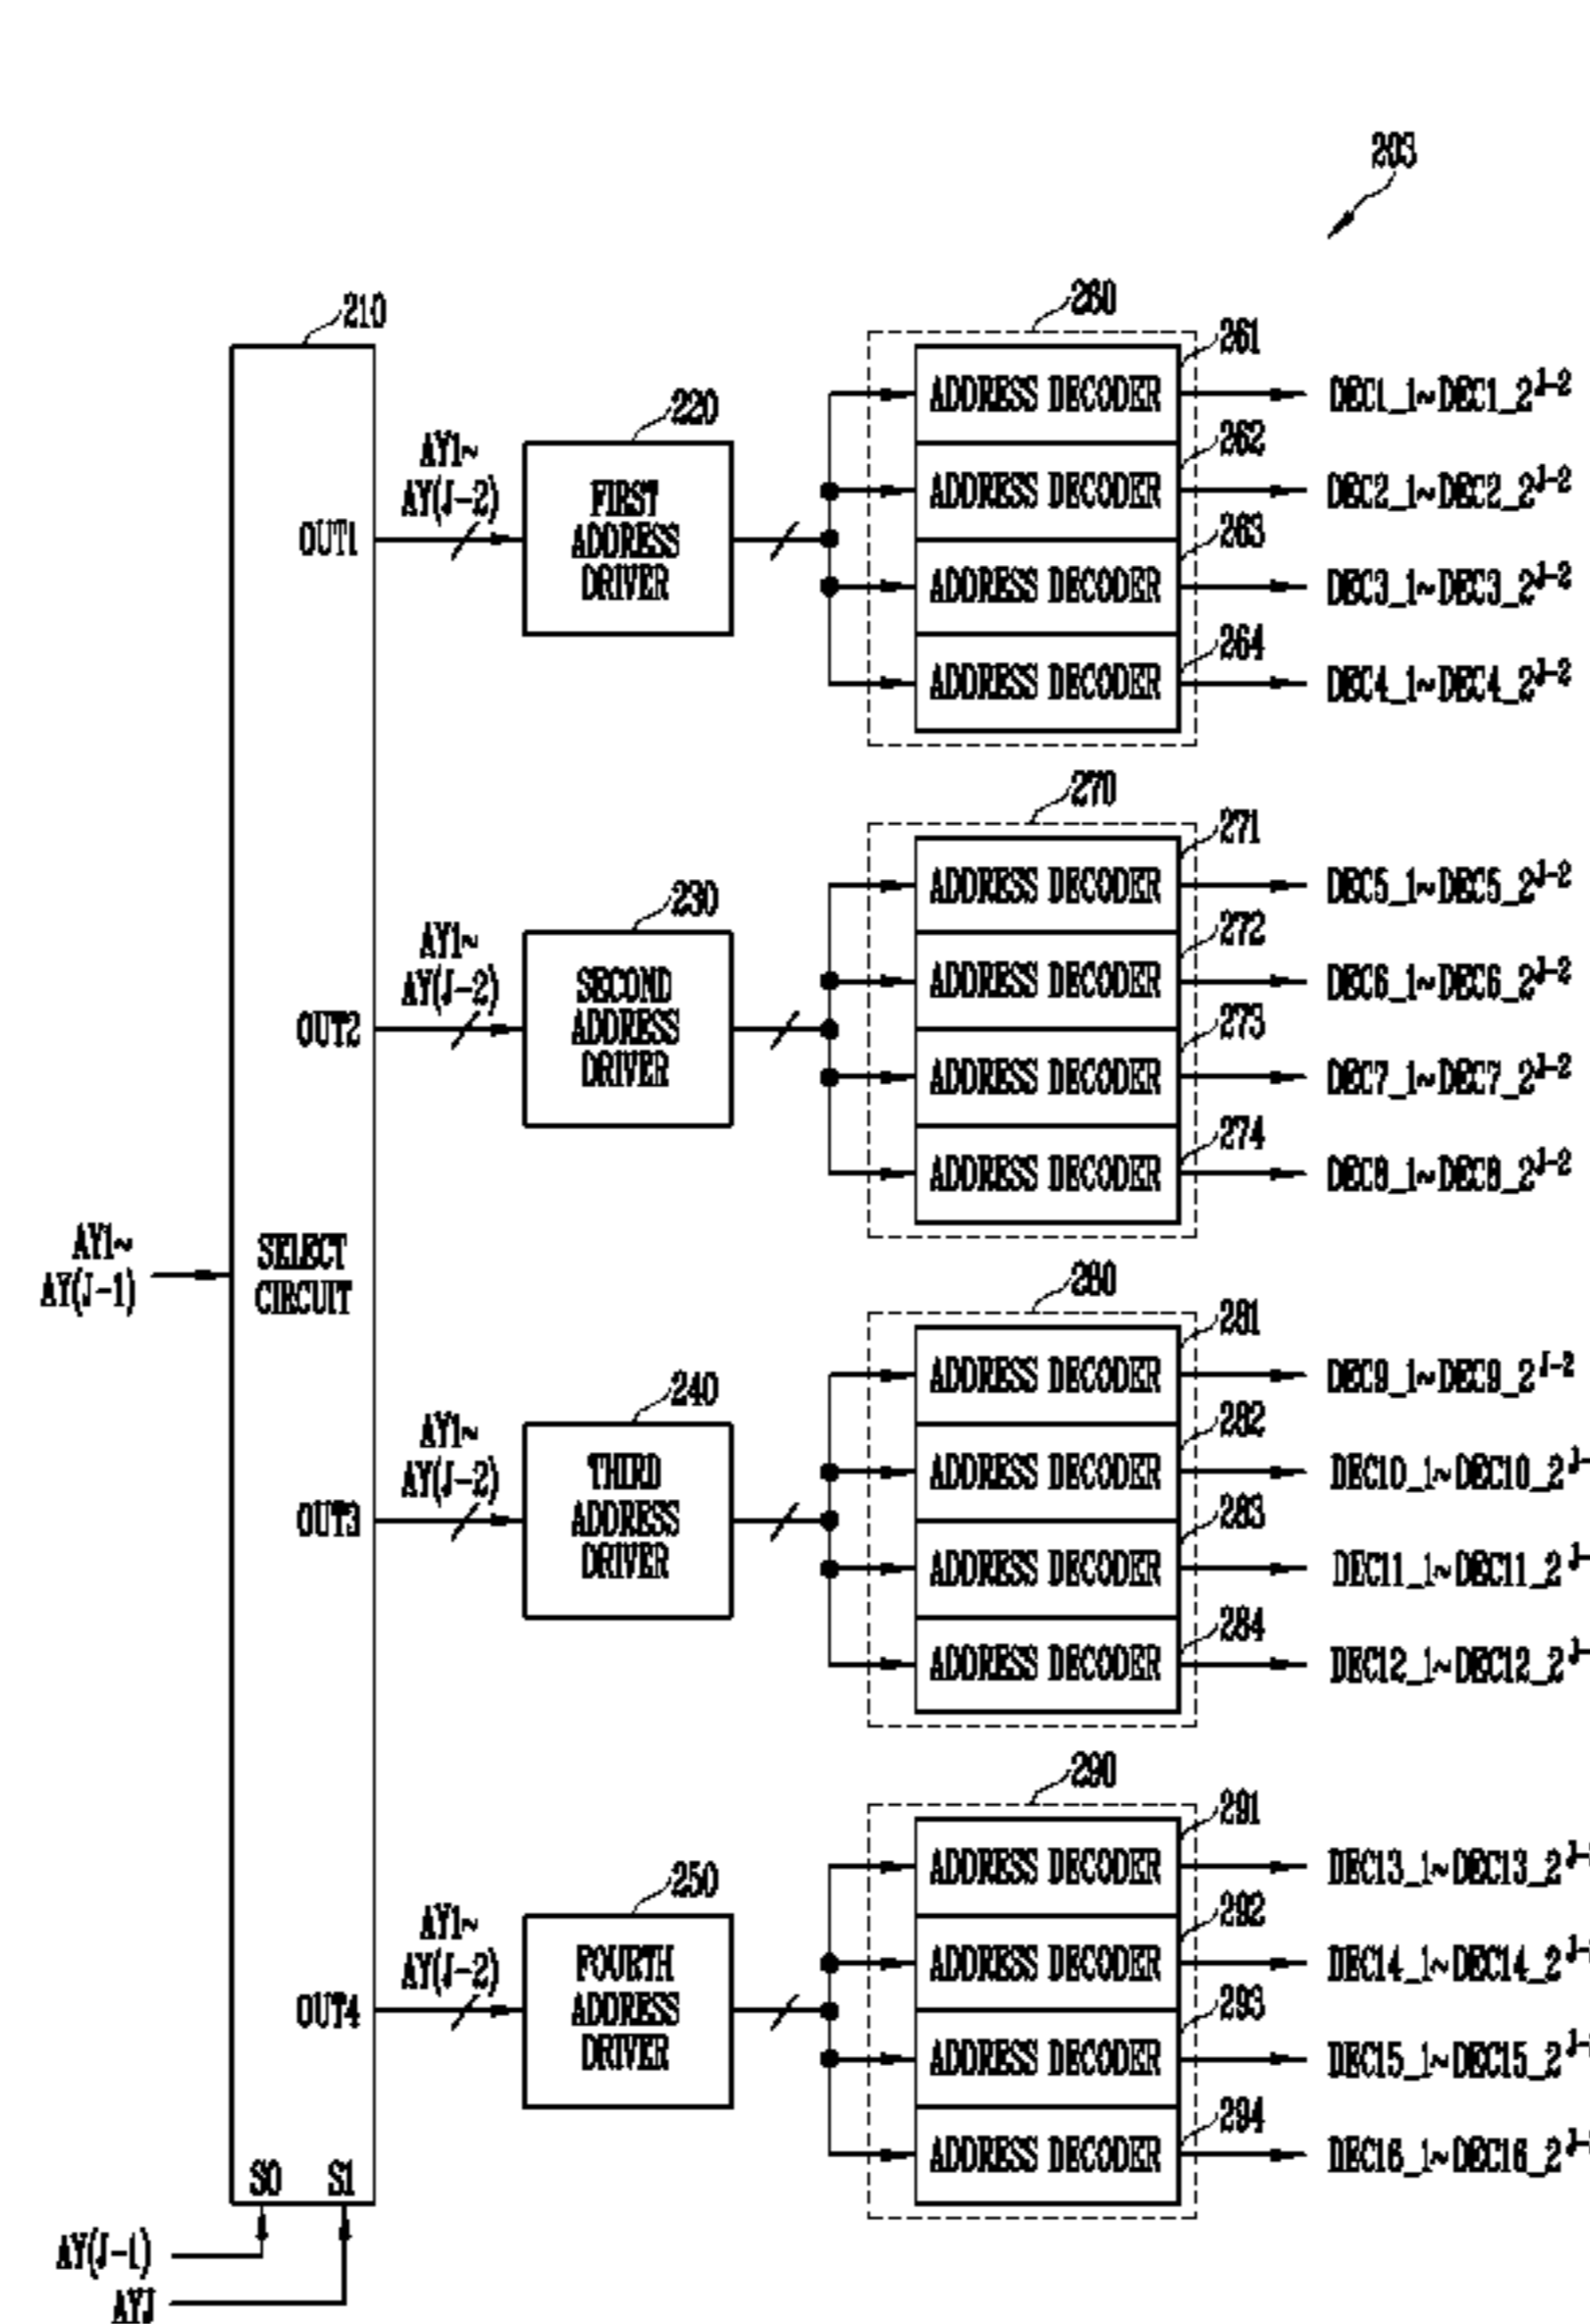 203
210
260
261
ADDRESS DECODER
DEC1_1~DEC1_2^J-2
220
262
AY1~
AY(J-2)
FIRST
ADDRESS
DRIVER
ADDRESS DECODER
DEC2_1~DEC2_2^J-2
OUT1
263
ADDRESS DECODER
DEC3_1~DEC3_2^J-2
264
ADDRESS DECODER
DEC4_1~DEC4_2^J-2
270
271
ADDRESS DECODER
DEC5_1~DEC5_2^J-2
230
272
AY1~
AY(J-2)
SECOND
ADDRESS
DRIVER
ADDRESS DECODER
DEC6_1~DEC6_2^J-2
OUT2
273
ADDRESS DECODER
DEC7_1~DEC7_2^J-2
274
ADDRESS DECODER
DEC8_1~DEC8_2^J-2
AY1~
AY(J-1)
SELECT
CIRCUIT
280
281
ADDRESS DECODER
DEC9_1~DEC9_2^J-2
240
282
AY1~
AY(J-2)
THIRD
ADDRESS
DRIVER
ADDRESS DECODER
DEC10_1~DEC10_2^J-
OUT3
283
ADDRESS DECODER
DEC11_1~DEC11_2^J-
284
ADDRESS DECODER
DEC12_1~DEC12_2^J-
290
291
ADDRESS DECODER
DEC13_1~DEC13_2^J-
250
292
AY1~
AY(J-2)
FOURTH
ADDRESS
DRIVER
ADDRESS DECODER
DEC14_1~DEC14_2^J-
OUT4
293
ADDRESS DECODER
DEC15_1~DEC15_2^J-
294
ADDRESS DECODER
DEC16_1~DEC16_2^J-
S0 S1
AY(J-1)
AYJ